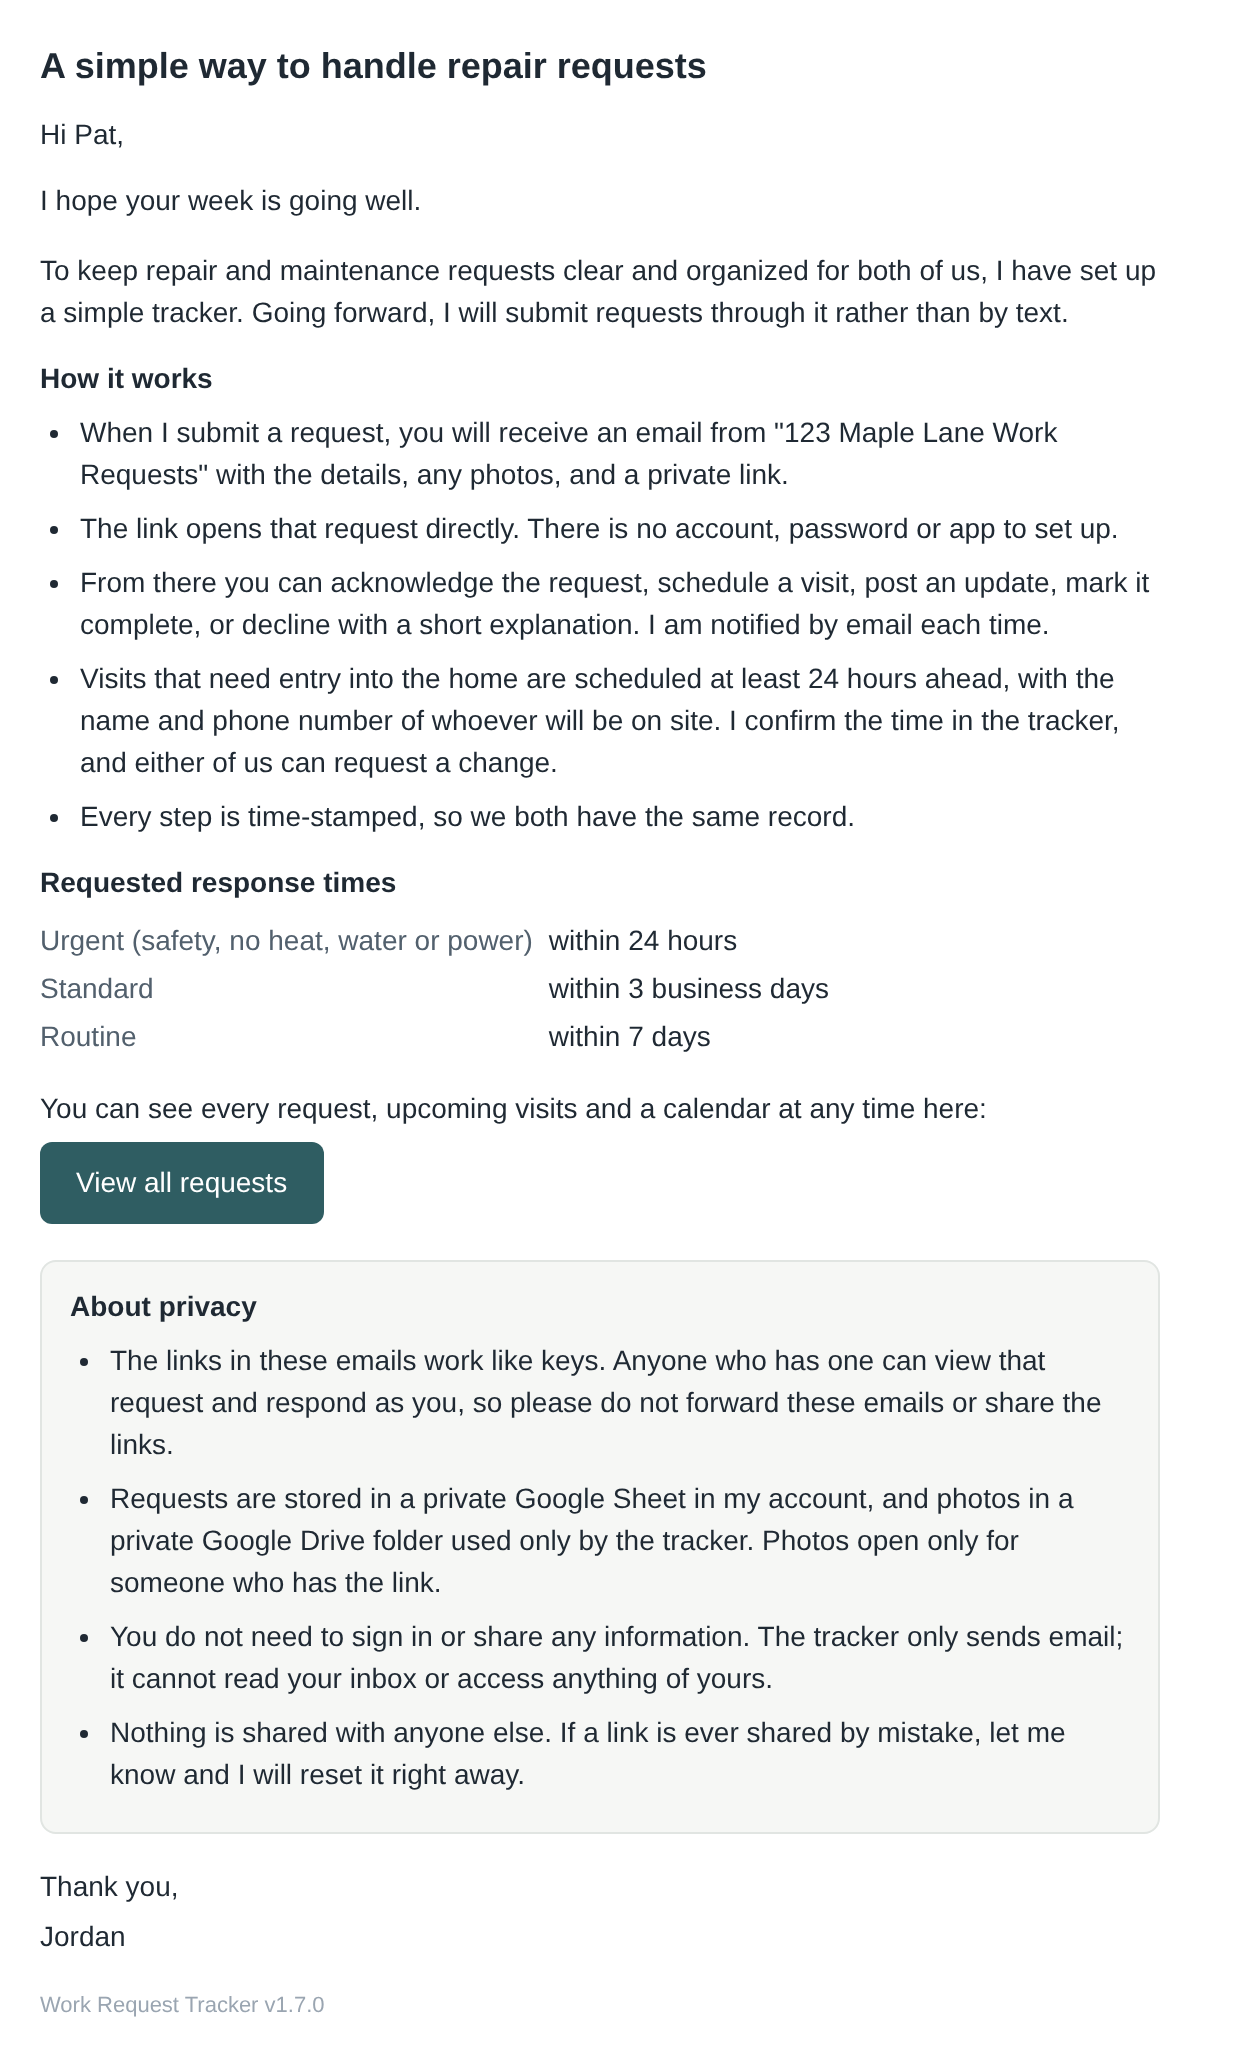 A simple way to handle repair requests
Hi Pat,
I hope your week is going well.
To keep repair and maintenance requests clear and organized for both of us, I have set up
a simple tracker. Going forward, I will submit requests through it rather than by text.
How it works
• When I submit a request, you will receive an email from "123 Maple Lane Work
Requests" with the details, any photos, and a private link.
• The link opens that request directly. There is no account, password or app to set up.
• From there you can acknowledge the request, schedule a visit, post an update, mark it
complete, or decline with a short explanation. I am notified by email each time.
• Visits that need entry into the home are scheduled at least 24 hours ahead, with the
name and phone number of whoever will be on site. I confirm the time in the tracker,
and either of us can request a change.
• Every step is time-stamped, so we both have the same record.
Requested response times
Urgent (safety, no heat, water or power) within 24 hours
Standard within 3 business days
Routine within 7 days
You can see every request, upcoming visits and a calendar at any time here:
View all requests
About privacy
• The links in these emails work like keys. Anyone who has one can view that
request and respond as you, so please do not forward these emails or share the
links.
• Requests are stored in a private Google Sheet in my account, and photos in a
private Google Drive folder used only by the tracker. Photos open only for
someone who has the link.
• You do not need to sign in or share any information. The tracker only sends email;
it cannot read your inbox or access anything of yours.
• Nothing is shared with anyone else. If a link is ever shared by mistake, let me
know and I will reset it right away.
Thank you,
Jordan
Work Request Tracker v1.7.0